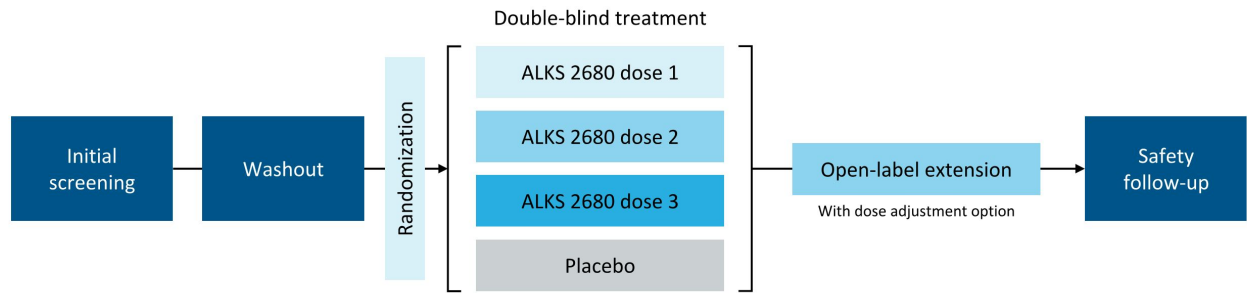 Double-blind treatment
Initial
screening
Washout
Randomization
ALKS 2680 dose 1
ALKS 2680 dose 2
ALKS 2680 dose 3
Placebo
Open-label extension
With dose adjustment option
Safety
follow-up